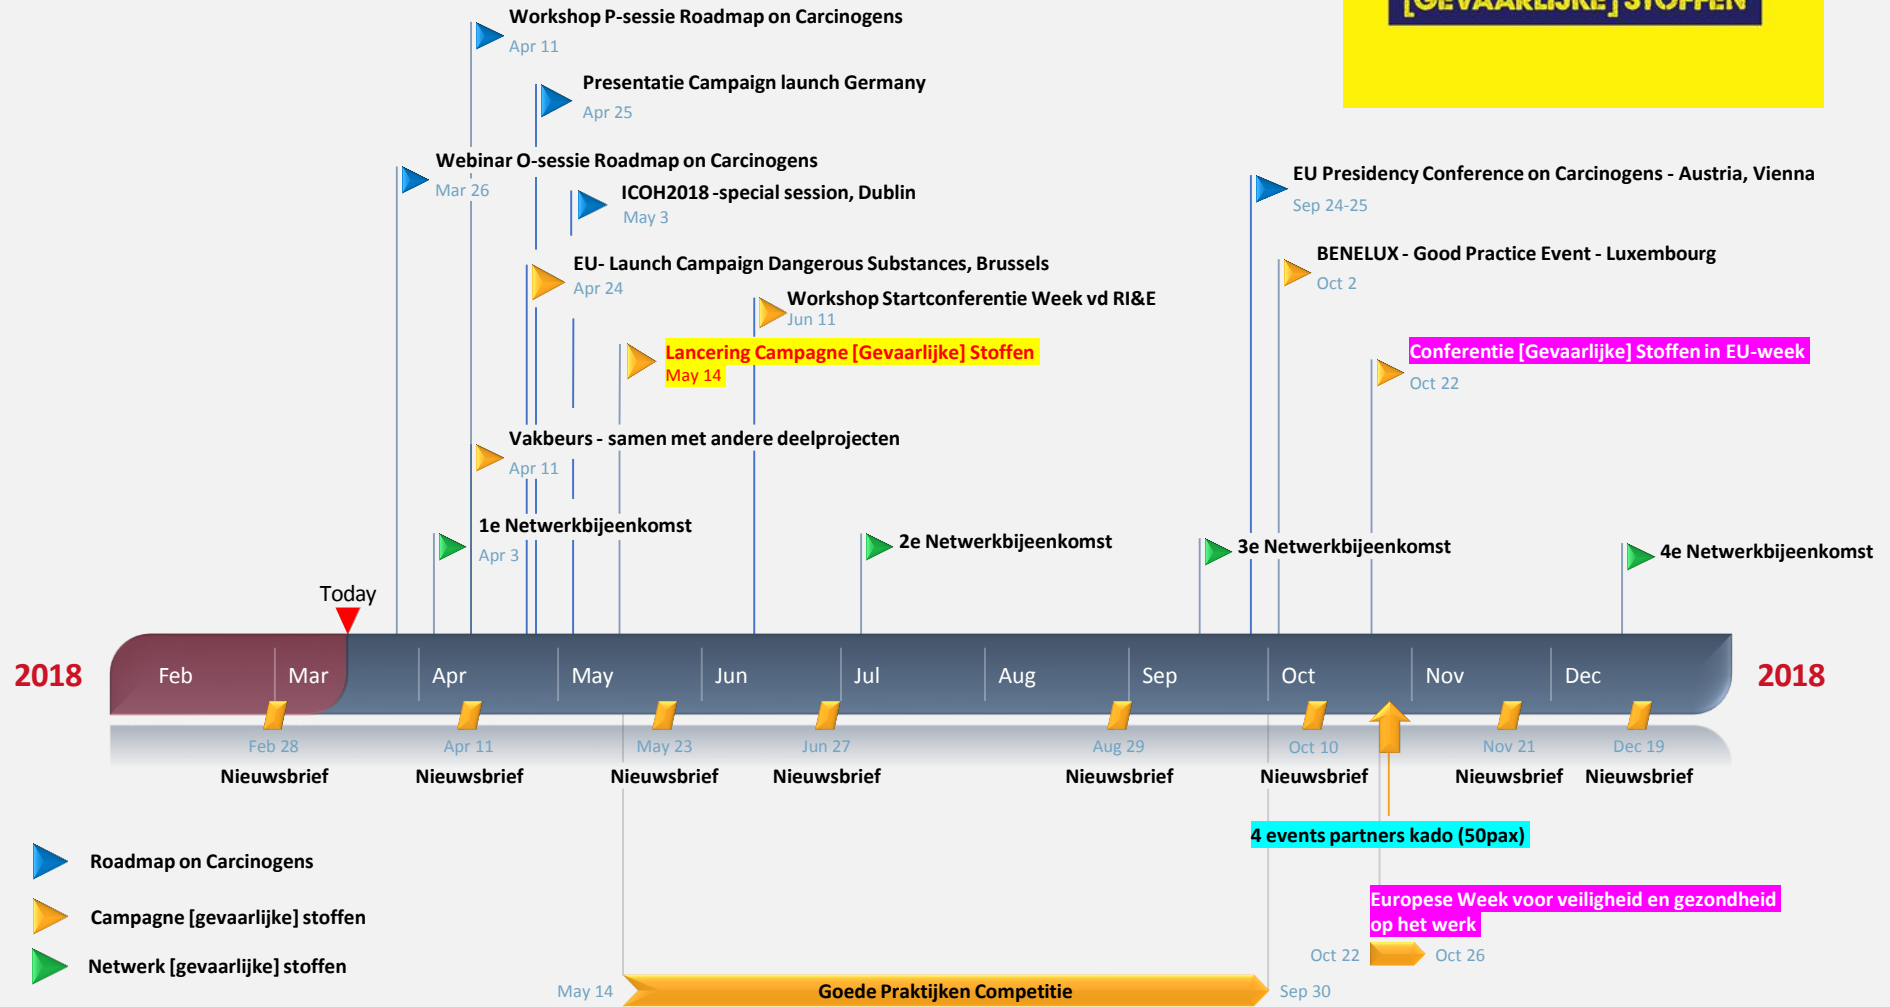 [GEVAARLIJKE] STOFFEN
Workshop P-sessie Roadmap on Carcinogens
Apr 11
Presentatie Campaign launch Germany
Apr 25
Webinar O-sessie Roadmap on Carcinogens
Mar 26
ICOH2018 -special session, Dublin
May 3
EU Presidency Conference on Carcinogens - Austria, Vienna
Sep 24-25
EU- Launch Campaign Dangerous Substances, Brussels
Apr 24
BENELUX - Good Practice Event - Luxembourg
Oct 2
Workshop Startconferentie Week vd RI&E
Jun 11
Lancering Campagne [Gevaarlijke] Stoffen
May 14
Conferentie [Gevaarlijke] Stoffen in EU-week
Oct 22
Vakbeurs - samen met andere deelprojecten
Apr 11
1e Netwerkbijeenkomst
Apr 3
2e Netwerkbijeenkomst
3e Netwerkbijeenkomst
4e Netwerkbijeenkomst
Today
2018 Feb Mar Apr May Jun Jul Aug Sep Oct Nov Dec 2018
Feb 28 Apr 11 May 23 Jun 27 Aug 29 Oct 10 Nov 21 Dec 19
Nieuwsbrief Nieuwsbrief Nieuwsbrief Nieuwsbrief Nieuwsbrief Nieuwsbrief Nieuwsbrief Nieuwsbrief
4 events partners kado (50pax)
Roadmap on Carcinogens
Campagne [gevaarlijke] stoffen
Netwerk [gevaarlijke] stoffen
Europese Week voor veiligheid en gezondheid
op het werk
Oct 22 Oct 26
May 14 Goede Praktijken Competitie Sep 30